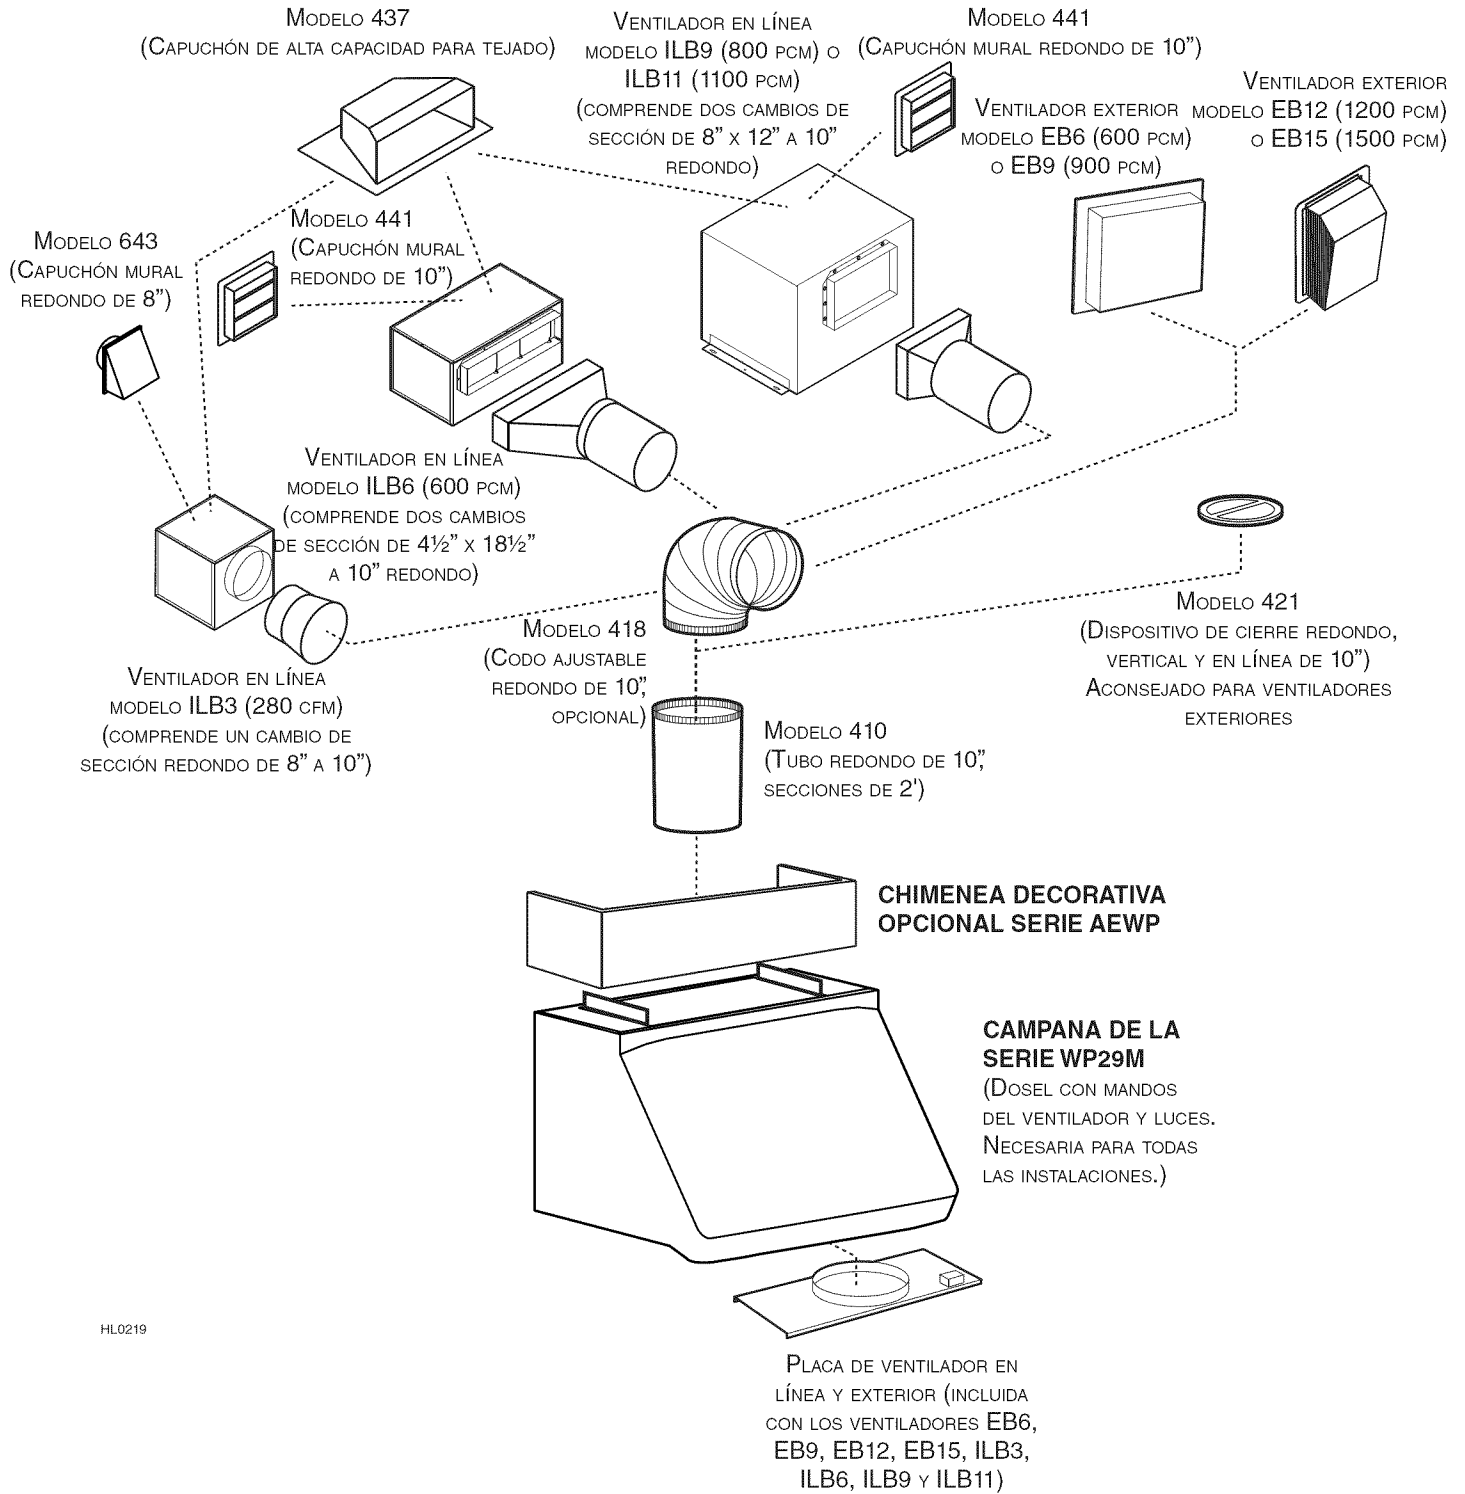 Modelo 437
(Capuchón de alta capacidad para tejado)
Ventilador en línea
modelo ILB9 (800 pcm) o
ILB11 (1100 pcm)
(comprende dos cambios de
sección de 8” x 12” a 10”
redondo)
Modelo 441
(Capuchón mural redondo de 10”)
Ventilador exterior
modelo EB6 (600 pcm)
o EB9 (900 pcm)
Ventilador exterior
modelo EB12 (1200 pcm)
o EB15 (1500 pcm)
Modelo 643
(Capuchón mural
redondo de 8”)
Modelo 441
(Capuchón mural
redondo de 10”)
Ventilador en línea
modelo ILB6 (600 pcm)
(comprende dos cambios
de sección de 4½” x 18½”
a 10” redondo)
Ventilador en línea
modelo ILB3 (280 cfm)
(comprende un cambio de
sección redondo de 8” a 10”)
Modelo 418
(Codo ajustable
redondo de 10”,
opcional)
Modelo 421
(Dispositivo de cierre redondo,
vertical y en línea de 10”)
Aconsejado para ventiladores
exteriores
Modelo 410
(Tubo redondo de 10”,
secciones de 2')
CHIMENEA DECORATIVA
OPCIONAL SERIE AEWP
CAMPANA DE LA
SERIE WP29M
(Dosel con mandos
del ventilador y luces.
Necesaria para todas
las instalaciones.)
HL0219
Placa de ventilador en
línea y exterior (incluida
con los ventiladores EB6,
EB9, EB12, EB15, ILB3,
ILB6, ILB9 y ILB11)